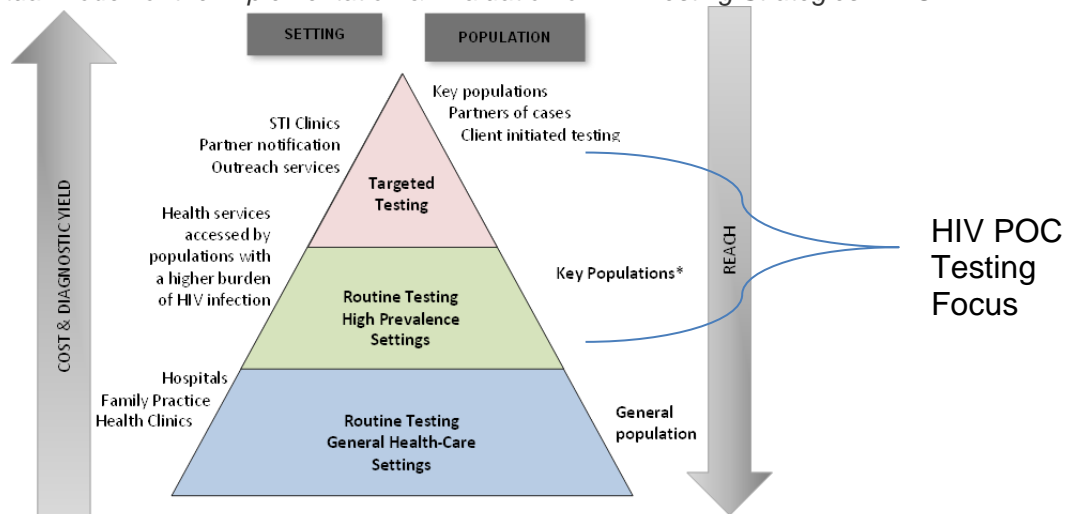 SETTING
POPULATION
Key populations
Partners of cases
Client initiated testing
STI Clinics
Partner notification
Outreach services
Targeted
Testing
Health services
accessed by
populations with
a higher burden
of HIV infection
Key Populations*
Routine Testing
High Prevalence
Settings
Hospitals
Family Practice
Health Clinics
Routine Testing
General Health-Care
Settings
General
population
COST & DIAGNOSTIC YIELD
REACH
HIV POC
Testing
Focus